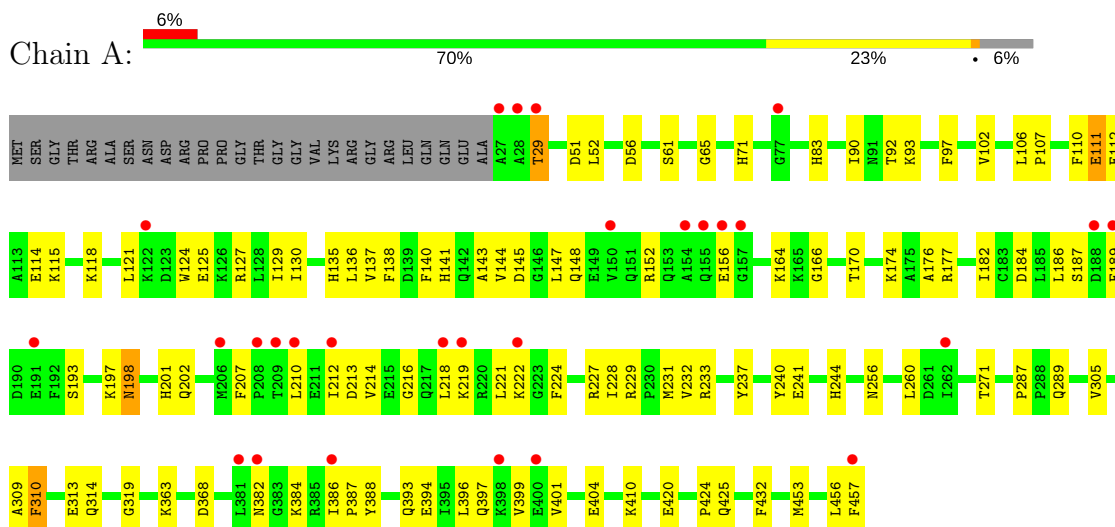 6%
Chain A:
70% 23% • 6%
MET SER GLY THR ARG ALA SER ASN ASP ARG PRO PRO GLY THR GLY GLY VAL LYS ARG GLY ARG LEU GLN GLN GLU ALA A27 A28 T29 D51 L52 D56 S61 G65 H71 G77 H83 I90 N91 T92 K93 F97 V102 L106 P107 F110 E111
A113 E114 K115 K118 L121 K122 D123 W124 E125 K126 R127 L128 I129 I130 H135 L136 V137 F138 D139 F140 H141 Q142 A143 V144 D145 G146 L147 Q148 E149 V150 Q151 R152 Q153 A154 Q155 E156 G157 K164 K165 G166 T170 K174 A175 A176 R177 I182 C183 D184 L185 L186 S187 D188
D190 E191 F192 S193 K197 N198 H201 Q202 M206 F207 P208 T209 L210 E211 I212 D213 V214 E215 G216 Q217 L218 K219 R220 L221 K222 G223 F224 R227 I228 R229 P230 M231 V232 R233 Y237 Y240 E241 H244 N256 L260 D261 I262 T271 P287 P288 Q289 V305
A309 F310 E313 Q314 G319 K363 D368 L381 N382 G383 K384 R385 I386 P387 Y388 Q393 E394 I395 L396 Q397 K398 V399 E400 V401 E404 K410 E420 P424 Q425 F432 M453 L456 F457